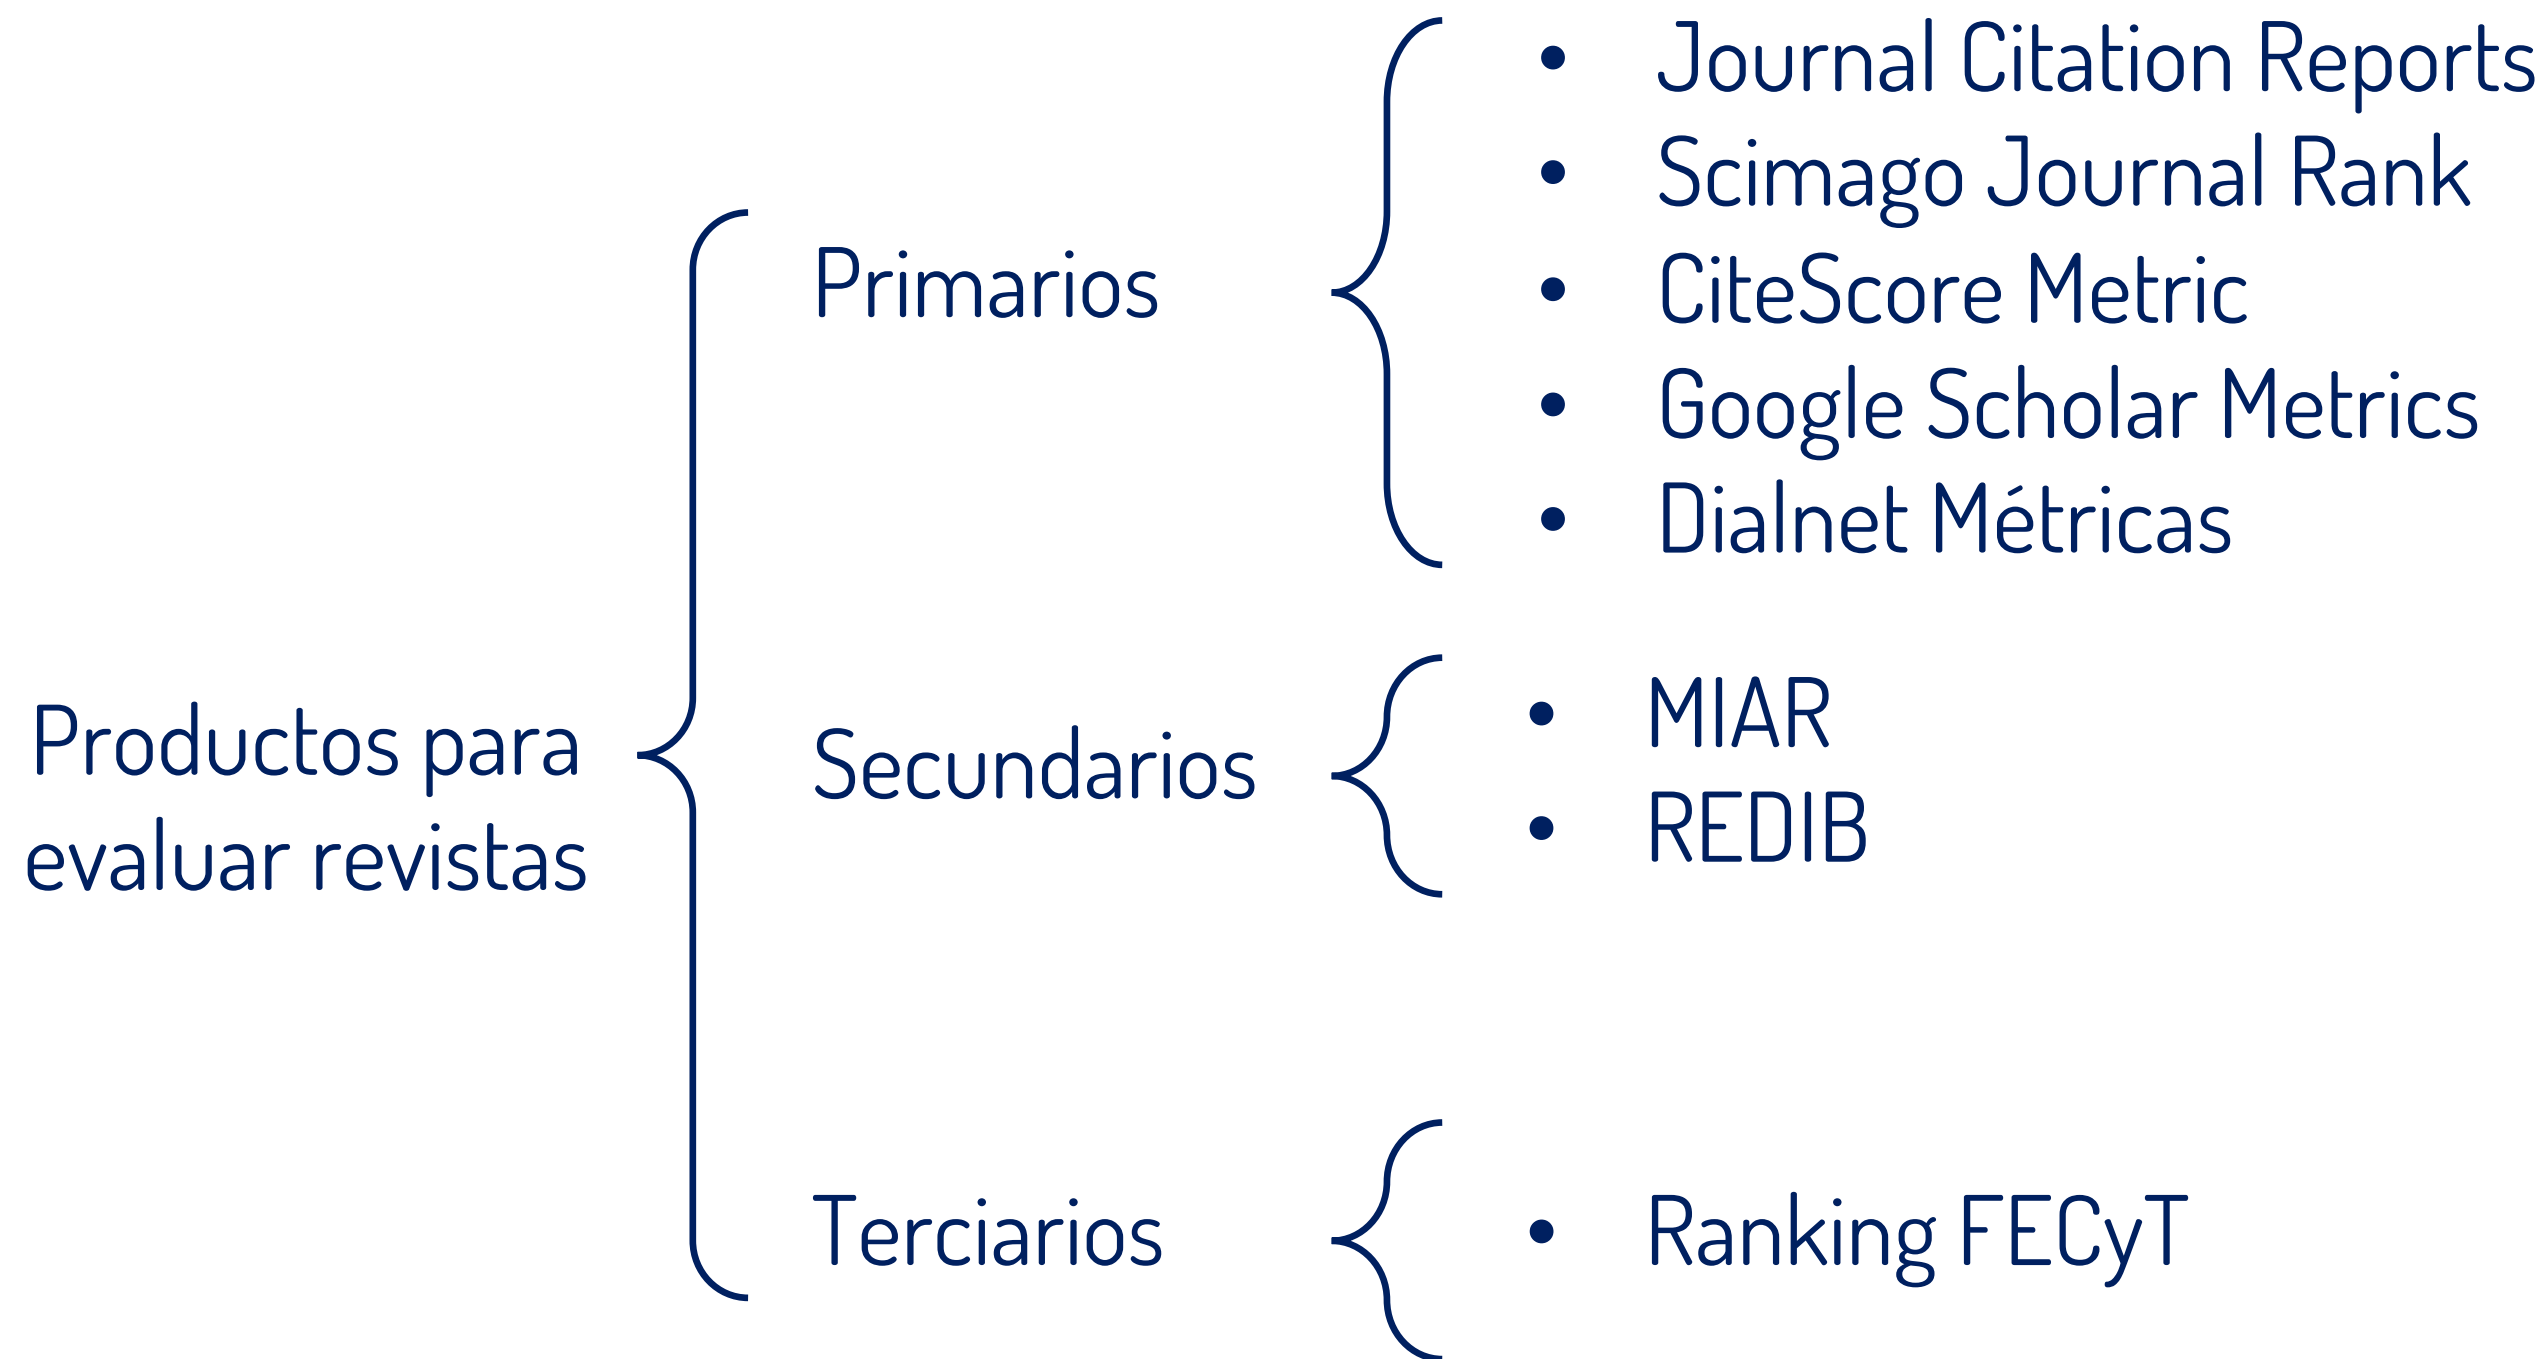 Productos para
evaluar revistas
Primarios
• Journal Citation Reports
• Scimago Journal Rank
• CiteScore Metric
• Google Scholar Metrics
• Dialnet Métricas
Secundarios
• MIAR
• REDIB
Terciarios
• Ranking FECyT